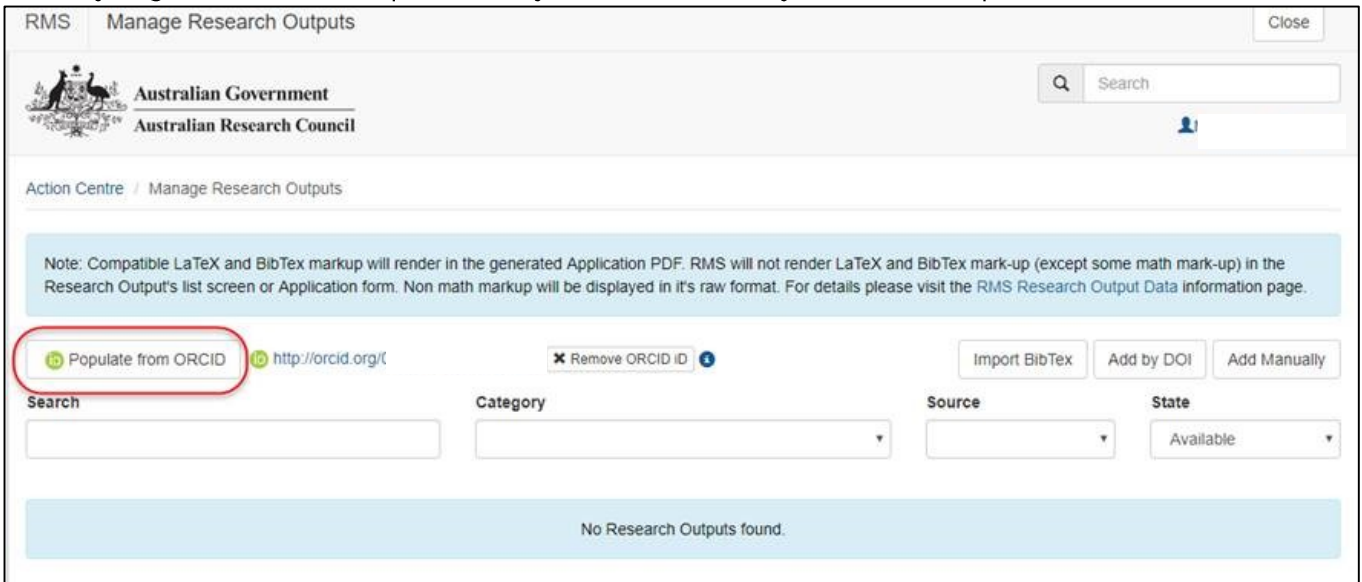 RMS Manage Research Outputs Close
Australian Government
Australian Research Council
Search
Action Centre / Manage Research Outputs
Note: Compatible LaTeX and BibTex markup will render in the generated Application PDF. RMS will not render LaTeX and BibTex mark-up (except some math mark-up) in the
Research Output's list screen or Application form. Non math markup will be displayed in it's raw format. For details please visit the RMS Research Output Data information page.
iD Populate from ORCID iD http://orcid.org/ ✖ Remove ORCID iD Import BibTex Add by DOI Add Manually
Search Category Source State
Available
No Research Outputs found.